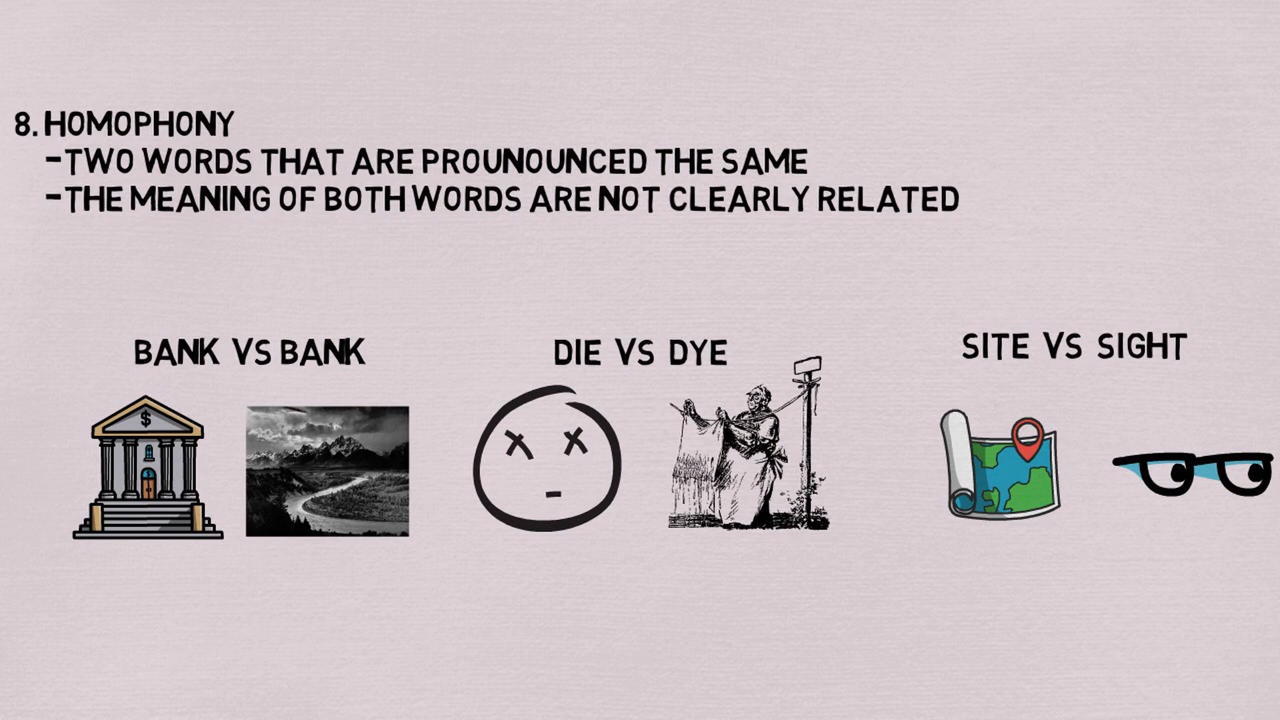 8. HOMOPHONY
-TWO WORDS THAT ARE PROUNOUNCED THE SAME
-THE MEANING OF BOTH WORDS ARE NOT CLEARLY RELATED
BANK VS BANK
DIE VS DYE
SITE VS SIGHT
$